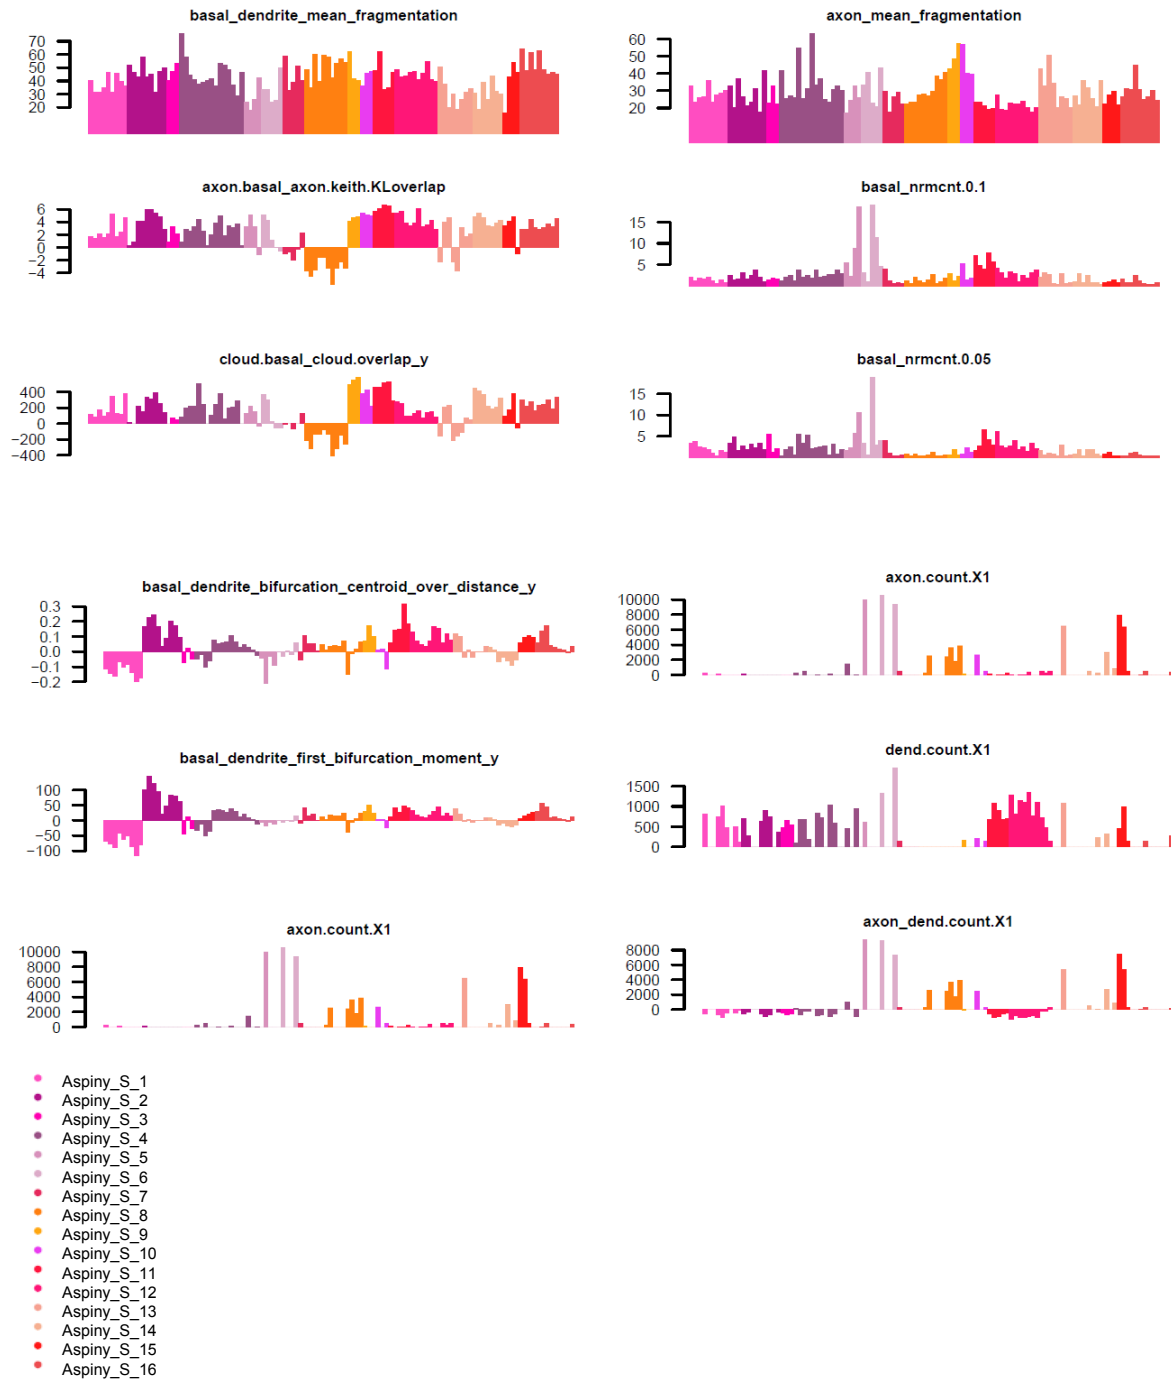 basal_dendrite_mean_fragmentation
70
60
50
40
30
20
axon_mean_fragmentation
60
50
40
30
20
axon.basal_axon.keith.KLoverlap
6
4
2
0
−2
−4
basal_nrmcnt.0.1
15
10
5
cloud.basal_cloud.overlap_y
400
200
0
−200
−400
basal_nrmcnt.0.05
15
10
5
basal_dendrite_bifurcation_centroid_over_distance_y
0.3
0.2
0.1
0.0
−0.1
−0.2
axon.count.X1
10000
8000
6000
4000
2000
0
basal_dendrite_first_bifurcation_moment_y
100
50
0
−50
−100
dend.count.X1
1500
1000
500
0
axon.count.X1
10000
8000
6000
4000
2000
0
axon_dend.count.X1
8000
6000
4000
2000
0
Aspiny_S_1
Aspiny_S_2
Aspiny_S_3
Aspiny_S_4
Aspiny_S_5
Aspiny_S_6
Aspiny_S_7
Aspiny_S_8
Aspiny_S_9
Aspiny_S_10
Aspiny_S_11
Aspiny_S_12
Aspiny_S_13
Aspiny_S_14
Aspiny_S_15
Aspiny_S_16